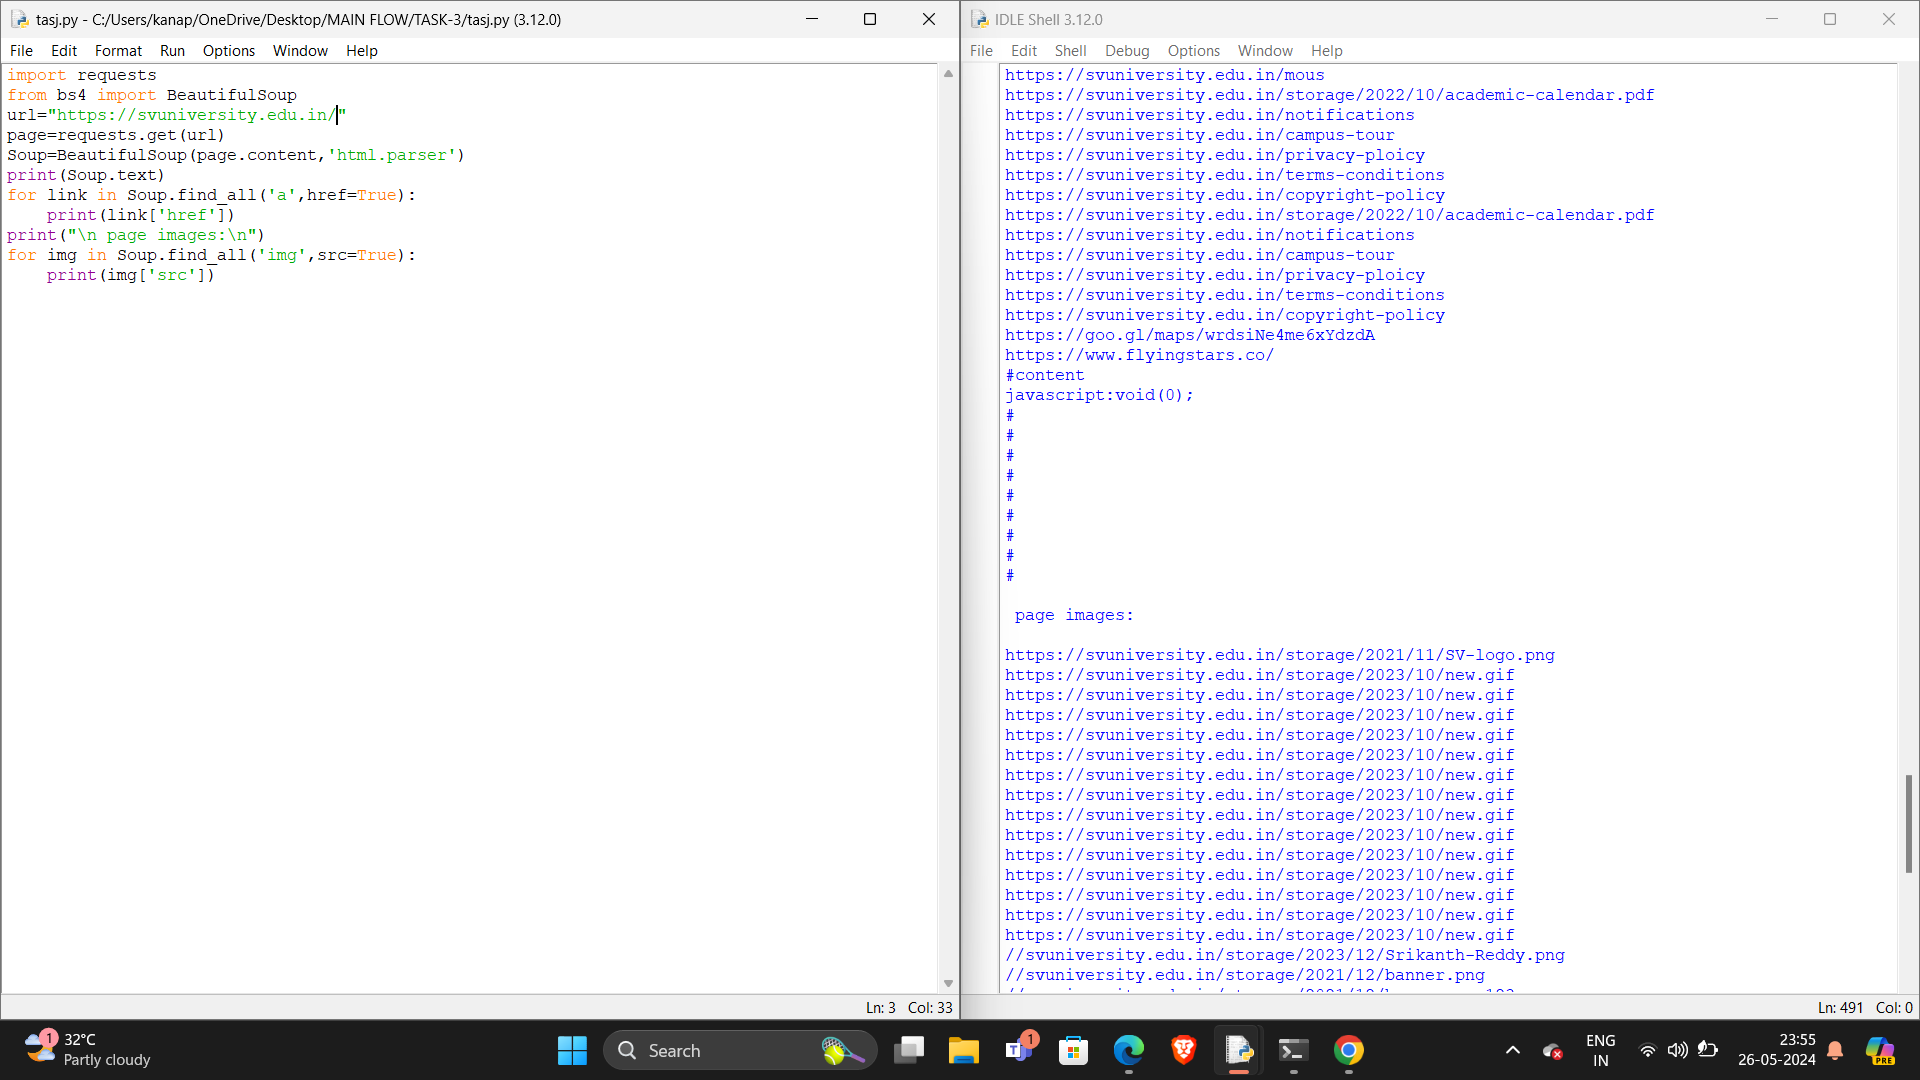 tasj.py - C:/Users/kanap/OneDrive/Desktop/MAIN FLOW/TASK-3/tasj.py (3.12.0)
File Edit Format Run Options Window Help
import requests
from bs4 import BeautifulSoup
url="https://svuniversity.edu.in/"
page=requests.get(url)
Soup=BeautifulSoup(page.content,'html.parser')
print(Soup.text)
for link in Soup.find_all('a',href=True):
    print(link['href'])
print("\n page images:\n")
for img in Soup.find_all('img',src=True):
    print(img['src'])
Ln: 3 Col: 33
IDLE Shell 3.12.0
File Edit Shell Debug Options Window Help
https://svuniversity.edu.in/mous
https://svuniversity.edu.in/storage/2022/10/academic-calendar.pdf
https://svuniversity.edu.in/notifications
https://svuniversity.edu.in/campus-tour
https://svuniversity.edu.in/privacy-ploicy
https://svuniversity.edu.in/terms-conditions
https://svuniversity.edu.in/copyright-policy
https://svuniversity.edu.in/storage/2022/10/academic-calendar.pdf
https://svuniversity.edu.in/notifications
https://svuniversity.edu.in/campus-tour
https://svuniversity.edu.in/privacy-ploicy
https://svuniversity.edu.in/terms-conditions
https://svuniversity.edu.in/copyright-policy
https://goo.gl/maps/wrdsiNe4me6xYdzdA
https://www.flyingstars.co/
#content
javascript:void(0);
#
#
#
#
#
#
#
#
#
page images:
https://svuniversity.edu.in/storage/2021/11/SV-logo.png
https://svuniversity.edu.in/storage/2023/10/new.gif
https://svuniversity.edu.in/storage/2023/10/new.gif
https://svuniversity.edu.in/storage/2023/10/new.gif
https://svuniversity.edu.in/storage/2023/10/new.gif
https://svuniversity.edu.in/storage/2023/10/new.gif
https://svuniversity.edu.in/storage/2023/10/new.gif
https://svuniversity.edu.in/storage/2023/10/new.gif
https://svuniversity.edu.in/storage/2023/10/new.gif
https://svuniversity.edu.in/storage/2023/10/new.gif
https://svuniversity.edu.in/storage/2023/10/new.gif
https://svuniversity.edu.in/storage/2023/10/new.gif
https://svuniversity.edu.in/storage/2023/10/new.gif
https://svuniversity.edu.in/storage/2023/10/new.gif
https://svuniversity.edu.in/storage/2023/10/new.gif
//svuniversity.edu.in/storage/2023/12/Srikanth-Reddy.png
//svuniversity.edu.in/storage/2021/12/banner.png
Ln: 491 Col: 0
1
32°C
Partly cloudy
Search
1
ENG
IN
23:55
26-05-2024
PRE